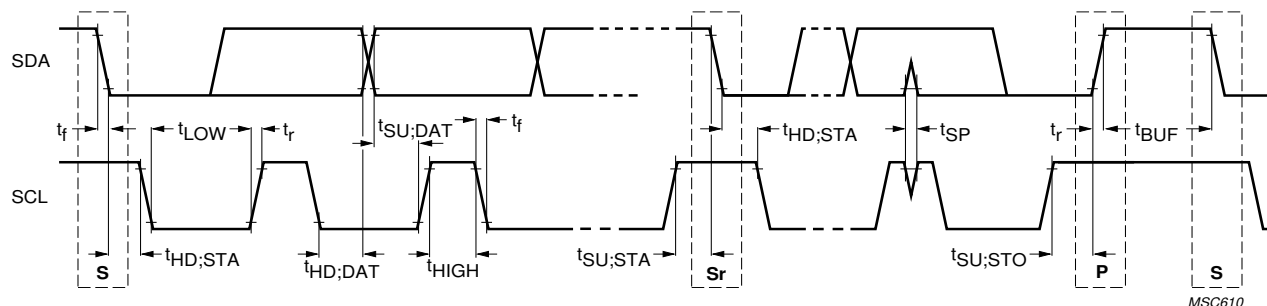 SDA
t_f
t_LOW
t_r
t_SU;DAT
t_f
t_HD;STA
t_SP
t_r
t_BUF
SCL
S
t_HD;STA
t_HD;DAT
t_HIGH
t_SU;STA
Sr
t_SU;STO
P
S
MSC610